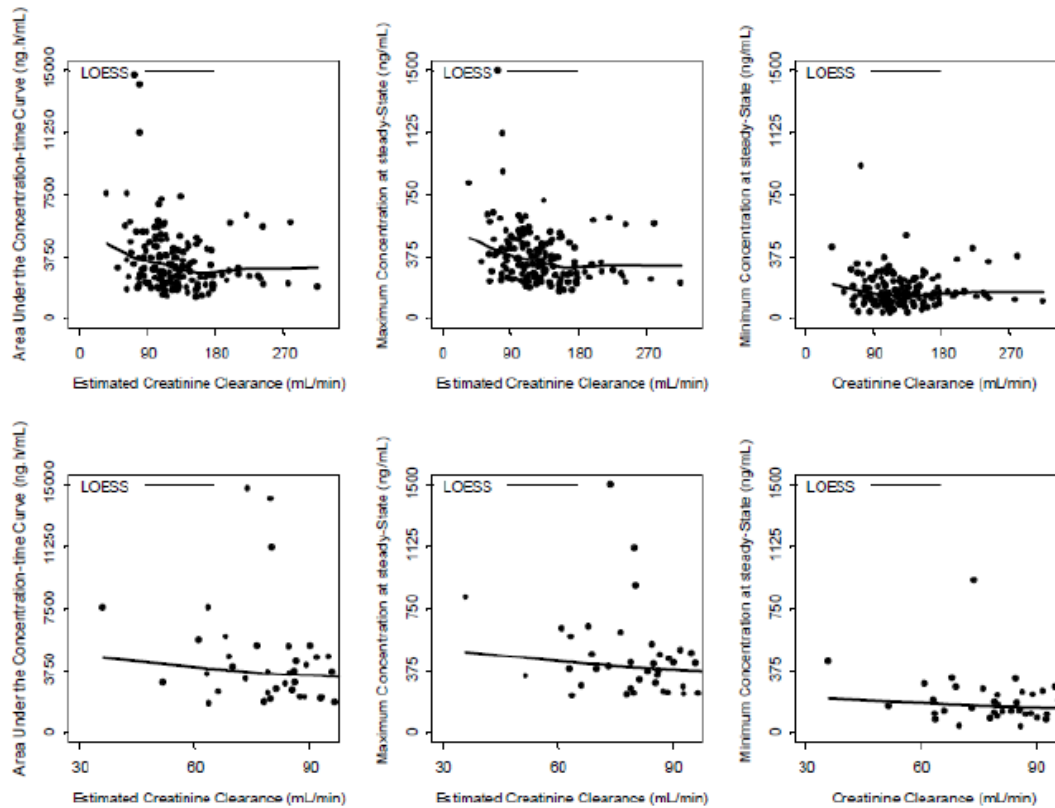 Area Under the Concentration-time Curve (ng.h/mL)
0 3750 7500 1125 15000
LOESS
0 90 180 270
Estimated Creatinine Clearance (mL/min)
Maximum Concentration at steady-State (ng/mL)
0 375 750 1125 1500
LOESS
0 90 180 270
Estimated Creatinine Clearance (mL/min)
Minimum Concentration at steady-State (ng/mL)
0 375 750 1125 1500
LOESS
0 90 180 270
Creatinine Clearance (mL/min)
Area Under the Concentration-time Curve (ng.h/mL)
0 3750 7500 1125 15000
LOESS
30 60 90
Estimated Creatinine Clearance (mL/min)
Maximum Concentration at steady-State (ng/mL)
0 375 750 1125 1500
LOESS
30 60 90
Estimated Creatinine Clearance (mL/min)
Minimum Concentration at steady-State (ng/mL)
0 375 750 1125 1500
LOESS
30 60 90
Creatinine Clearance (mL/min)